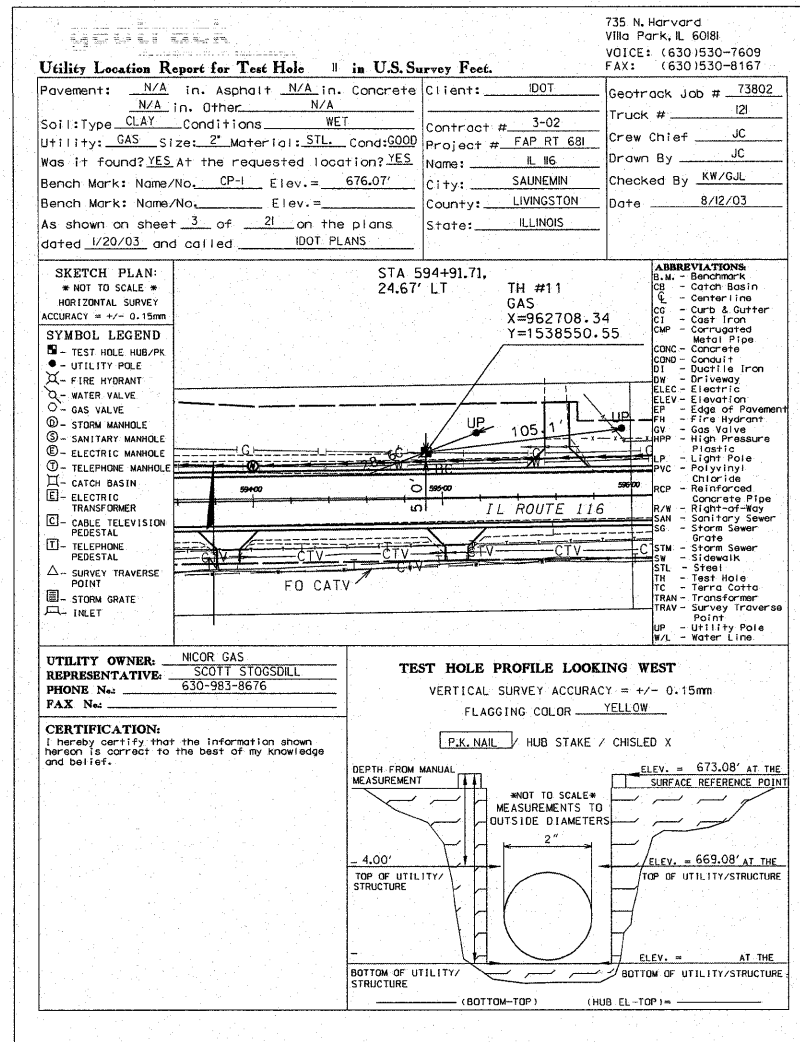 geotrack
735 N. Harvard
Villa Park, IL 60181
VOICE: (630)530-7609
FAX: (630)530-8167
Utility Location Report for Test Hole 11 in U.S. Survey Feet.
Pavement: N/A in. Asphalt N/A in. Concrete
N/A in. Other N/A
Soil: Type CLAY Conditions WET
Utility: GAS Size: 2" Material: STL. Cond: GOOD
Was it found? YES At the requested location? YES
Bench Mark: Name/No. CP-1 Elev.= 676.07'
Bench Mark: Name/No. Elev.=
As shown on sheet 3 of 21 on the plans
dated 1/20/03 and called IDOT PLANS
Client: IDOT
Contract # 3-02
Project # FAP RT 681
Name: IL 116
City: SAUNEMIN
County: LIVINGSTON
State: ILLINOIS
Geotrack Job # 73802
Truck # 121
Crew Chief JC
Drawn By JC
Checked By KW/GJL
Date 8/12/03
SKETCH PLAN:
* NOT TO SCALE *
HORIZONTAL SURVEY
ACCURACY = +/- 0.15mm
SYMBOL LEGEND
- TEST HOLE HUB/PK
- UTILITY POLE
- FIRE HYDRANT
- WATER VALVE
- GAS VALVE
D - STORM MANHOLE
S - SANITARY MANHOLE
E - ELECTRIC MANHOLE
T - TELEPHONE MANHOLE
- CATCH BASIN
E - ELECTRIC
TRANSFORMER
C - CABLE TELEVISION
PEDESTAL
T - TELEPHONE
PEDESTAL
- SURVEY TRAVERSE
POINT
- STORM GRATE
- INLET
STA 594+91.71,
24.67' LT
TH #11
GAS
X=962708.34
Y=1538550.55
UP
105.1'
UP
594+00
5.0'
595+00
596+00
IL ROUTE 116
CTV
CTV
CTV
CTV
CTV
FO CATV
CTV
ABBREVIATIONS:
B.M. - Benchmark
CB - Catch Basin
℄ - Centerline
CG - Curb & Gutter
CI - Cast Iron
CMP - Corrugated
Metal Pipe
CONC - Concrete
COND - Conduit
DI - Ductile Iron
DW - Driveway
ELEC - Electric
ELEV - Elevation
EP - Edge of Pavement
FH - Fire Hydrant
GV - Gas Valve
HPP - High Pressure
Plastic
LP - Light Pole
PVC - Polyvinyl
Chloride
RCP - Reinforced
Concrete Pipe
R/W - Right-of-Way
SAN - Sanitary Sewer
SG - Storm Sewer
Grate
STM - Storm Sewer
SW - Sidewalk
STL - Steel
TH - Test Hole
TC - Terra Cotta
TRAN - Transformer
TRAV - Survey Traverse
Point
UP - Utility Pole
W/L - Water Line
UTILITY OWNER: NICOR GAS
REPRESENTATIVE: SCOTT STOGSDILL
PHONE No.: 630-983-8676
FAX No.:
CERTIFICATION:
I hereby certify that the information shown
hereon is correct to the best of my knowledge
and belief.
TEST HOLE PROFILE LOOKING WEST
VERTICAL SURVEY ACCURACY = +/- 0.15mm
FLAGGING COLOR YELLOW
P.K. NAIL / HUB STAKE / CHISLED X
DEPTH FROM MANUAL
MEASUREMENT
ELEV. = 673.08' AT THE
SURFACE REFERENCE POINT
*NOT TO SCALE*
MEASUREMENTS TO
OUTSIDE DIAMETERS
2"
4.00'
TOP OF UTILITY/
STRUCTURE
ELEV. = 669.08' AT THE
TOP OF UTILITY/STRUCTURE
ELEV. = AT THE
BOTTOM OF UTILITY/
STRUCTURE
BOTTOM OF UTILITY/STRUCTURE
(BOTTOM-TOP)
(HUB EL-TOP)=